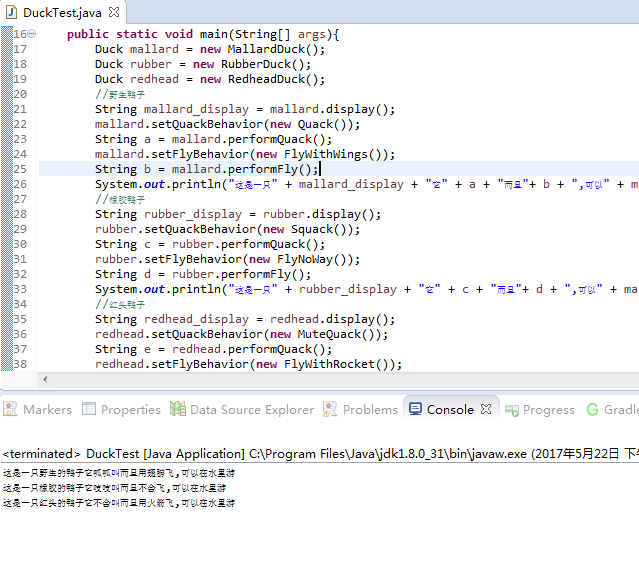 DuckTest.java
16 public static void main(String[] args){
17 Duck mallard = new MallardDuck();
18 Duck rubber = new RubberDuck();
19 Duck redhead = new RedheadDuck();
20 //野生鸭子
21 String mallard_display = mallard.display();
22 mallard.setQuackBehavior(new Quack());
23 String a = mallard.performQuack();
24 mallard.setFlyBehavior(new FlyWithWings());
25 String b = mallard.performFly();
26 System.out.println("这是一只" + mallard_display + "它" + a + "而且"+ b + ",可以" + m
27 //橡胶鸭子
28 String rubber_display = rubber.display();
29 rubber.setQuackBehavior(new Squack());
30 String c = rubber.performQuack();
31 rubber.setFlyBehavior(new FlyNoWay());
32 String d = rubber.performFly();
33 System.out.println("这是一只" + rubber_display + "它" + c + "而且"+ d + ",可以" + ma
34 //红头鸭子
35 String redhead_display = redhead.display();
36 redhead.setQuackBehavior(new MuteQuack());
37 String e = redhead.performQuack();
38 redhead.setFlyBehavior(new FlyWithRocket());
Markers Properties Data Source Explorer Problems Console Progress Gradle
<terminated> DuckTest [Java Application] C:\Program Files\Java\jdk1.8.0_31\bin\javaw.exe (2017年5月22日 下午
这是一只野生的鸭子它呱呱叫而且用翅膀飞,可以在水里游
这是一只橡胶的鸭子它吱吱叫而且不会飞,可以在水里游
这是一只红头的鸭子它不会叫而且用火箭飞,可以在水里游